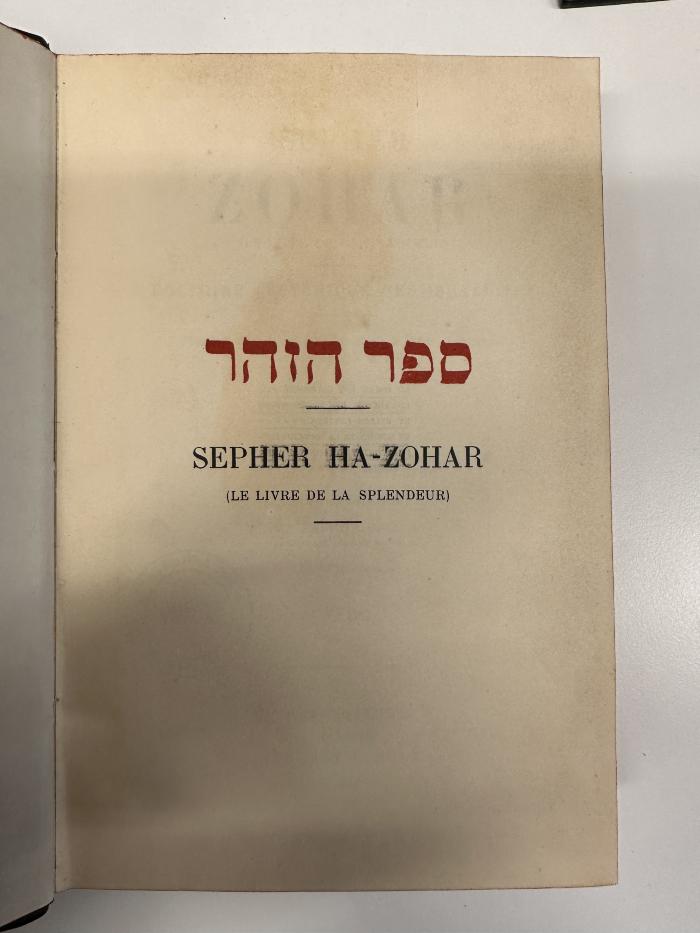 ספר הזהר
SEPHER HA-ZOHAR
(LE LIVRE DE LA SPLENDEUR)